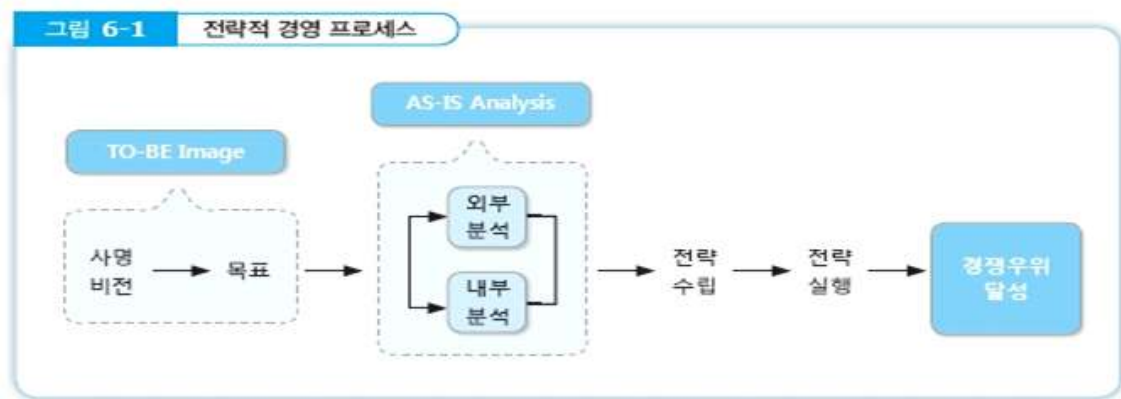 그림 6-1 전략적 경영 프로세스
AS-IS Analysis
TO-BE Image
외부
분석
내부
분석
사명
비전
목표
전략
수립
전략
실행
경쟁우위
달성